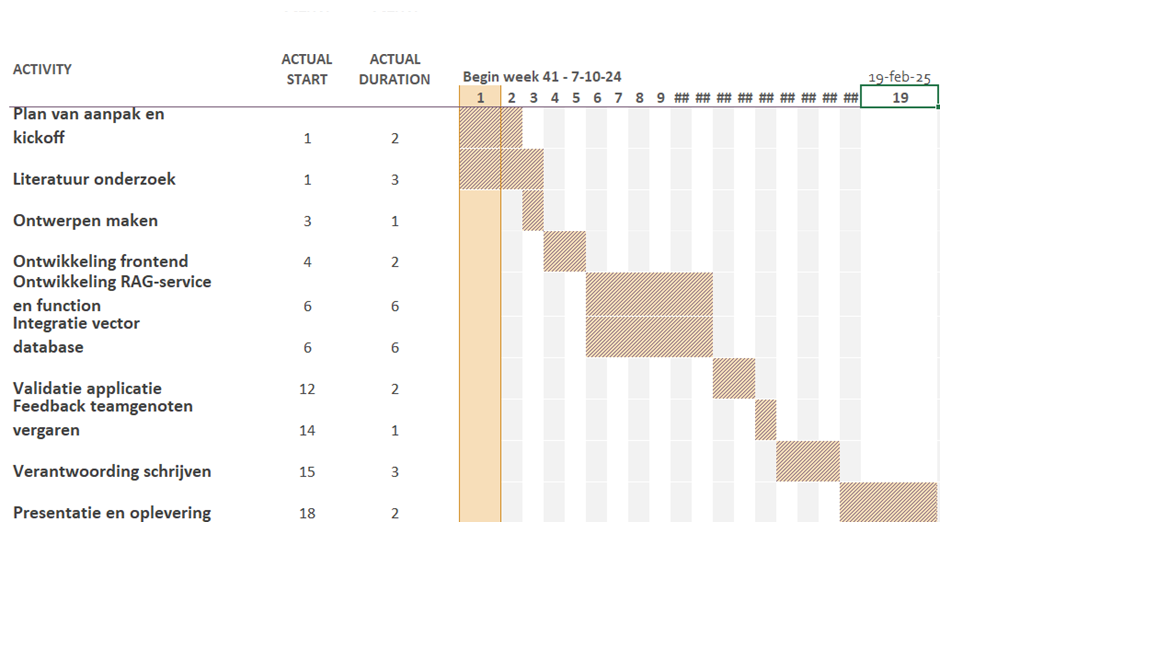 ACTIVITY
ACTUAL START
ACTUAL DURATION
Begin week 41 - 7-10-24
19-feb-25
1 2 3 4 5 6 7 8 9 ## ## ## ## ## ## ## ## ## 19
Plan van aanpak en
kickoff 1 2
Literatuur onderzoek 1 3
Ontwerpen maken 3 1
Ontwikkeling frontend 4 2
Ontwikkeling RAG-service
en function 6 6
Integratie vector
database 6 6
Validatie applicatie 12 2
Feedback teamgenoten
vergaren 14 1
Verantwoording schrijven 15 3
Presentatie en oplevering 18 2